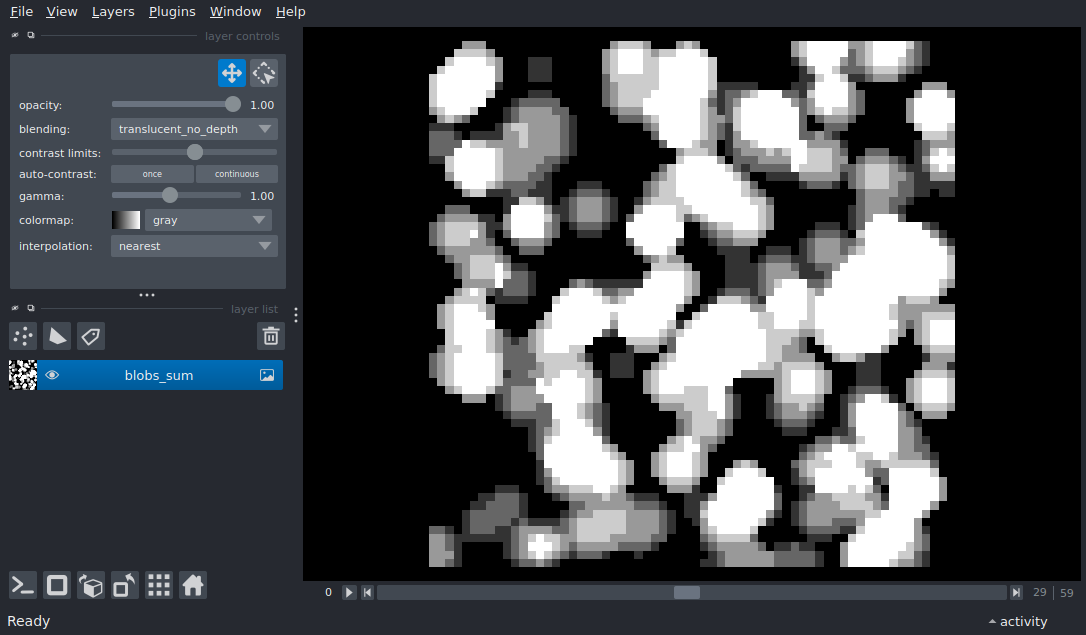 File View Layers Plugins Window Help
layer controls
opacity: 1.00
blending: translucent_no_depth
contrast limits:
auto-contrast: once continuous
gamma: 1.00
colormap: gray
interpolation: nearest
layer list
blobs_sum
0 29 | 59
Ready activity